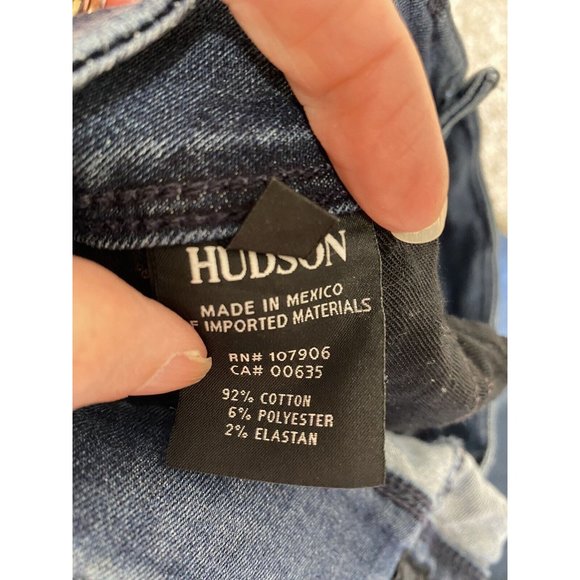 HUDSON
MADE IN MEXICO
F IMPORTED MATERIALS
RN# 107906
CA# 00635
92% COTTON
6% POLYESTER
2% ELASTAN